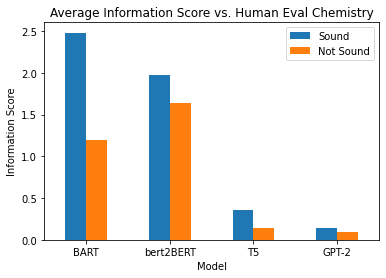 Average Information Score vs. Human Eval Chemistry
Sound
Not Sound
Information Score
2.5
2.0
1.5
1.0
0.5
0.0
BART
bert2BERT
T5
GPT-2
Model